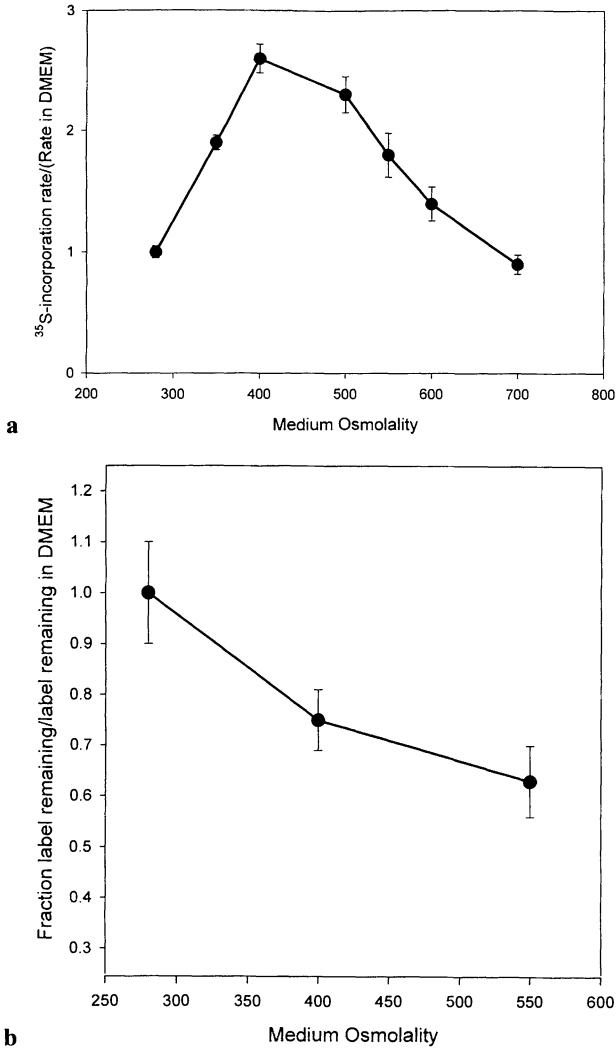 3
2
1
0
35S-incorporation rate/(Rate in DMEM)
200 300 400 500 600 700 800
Medium Osmolality
a
1.2
1.1
1.0
0.9
0.8
0.7
0.6
0.5
0.4
0.3
Fraction label remaining/label remaining in DMEM
250 300 350 400 450 500 550 600
Medium Osmolality
b